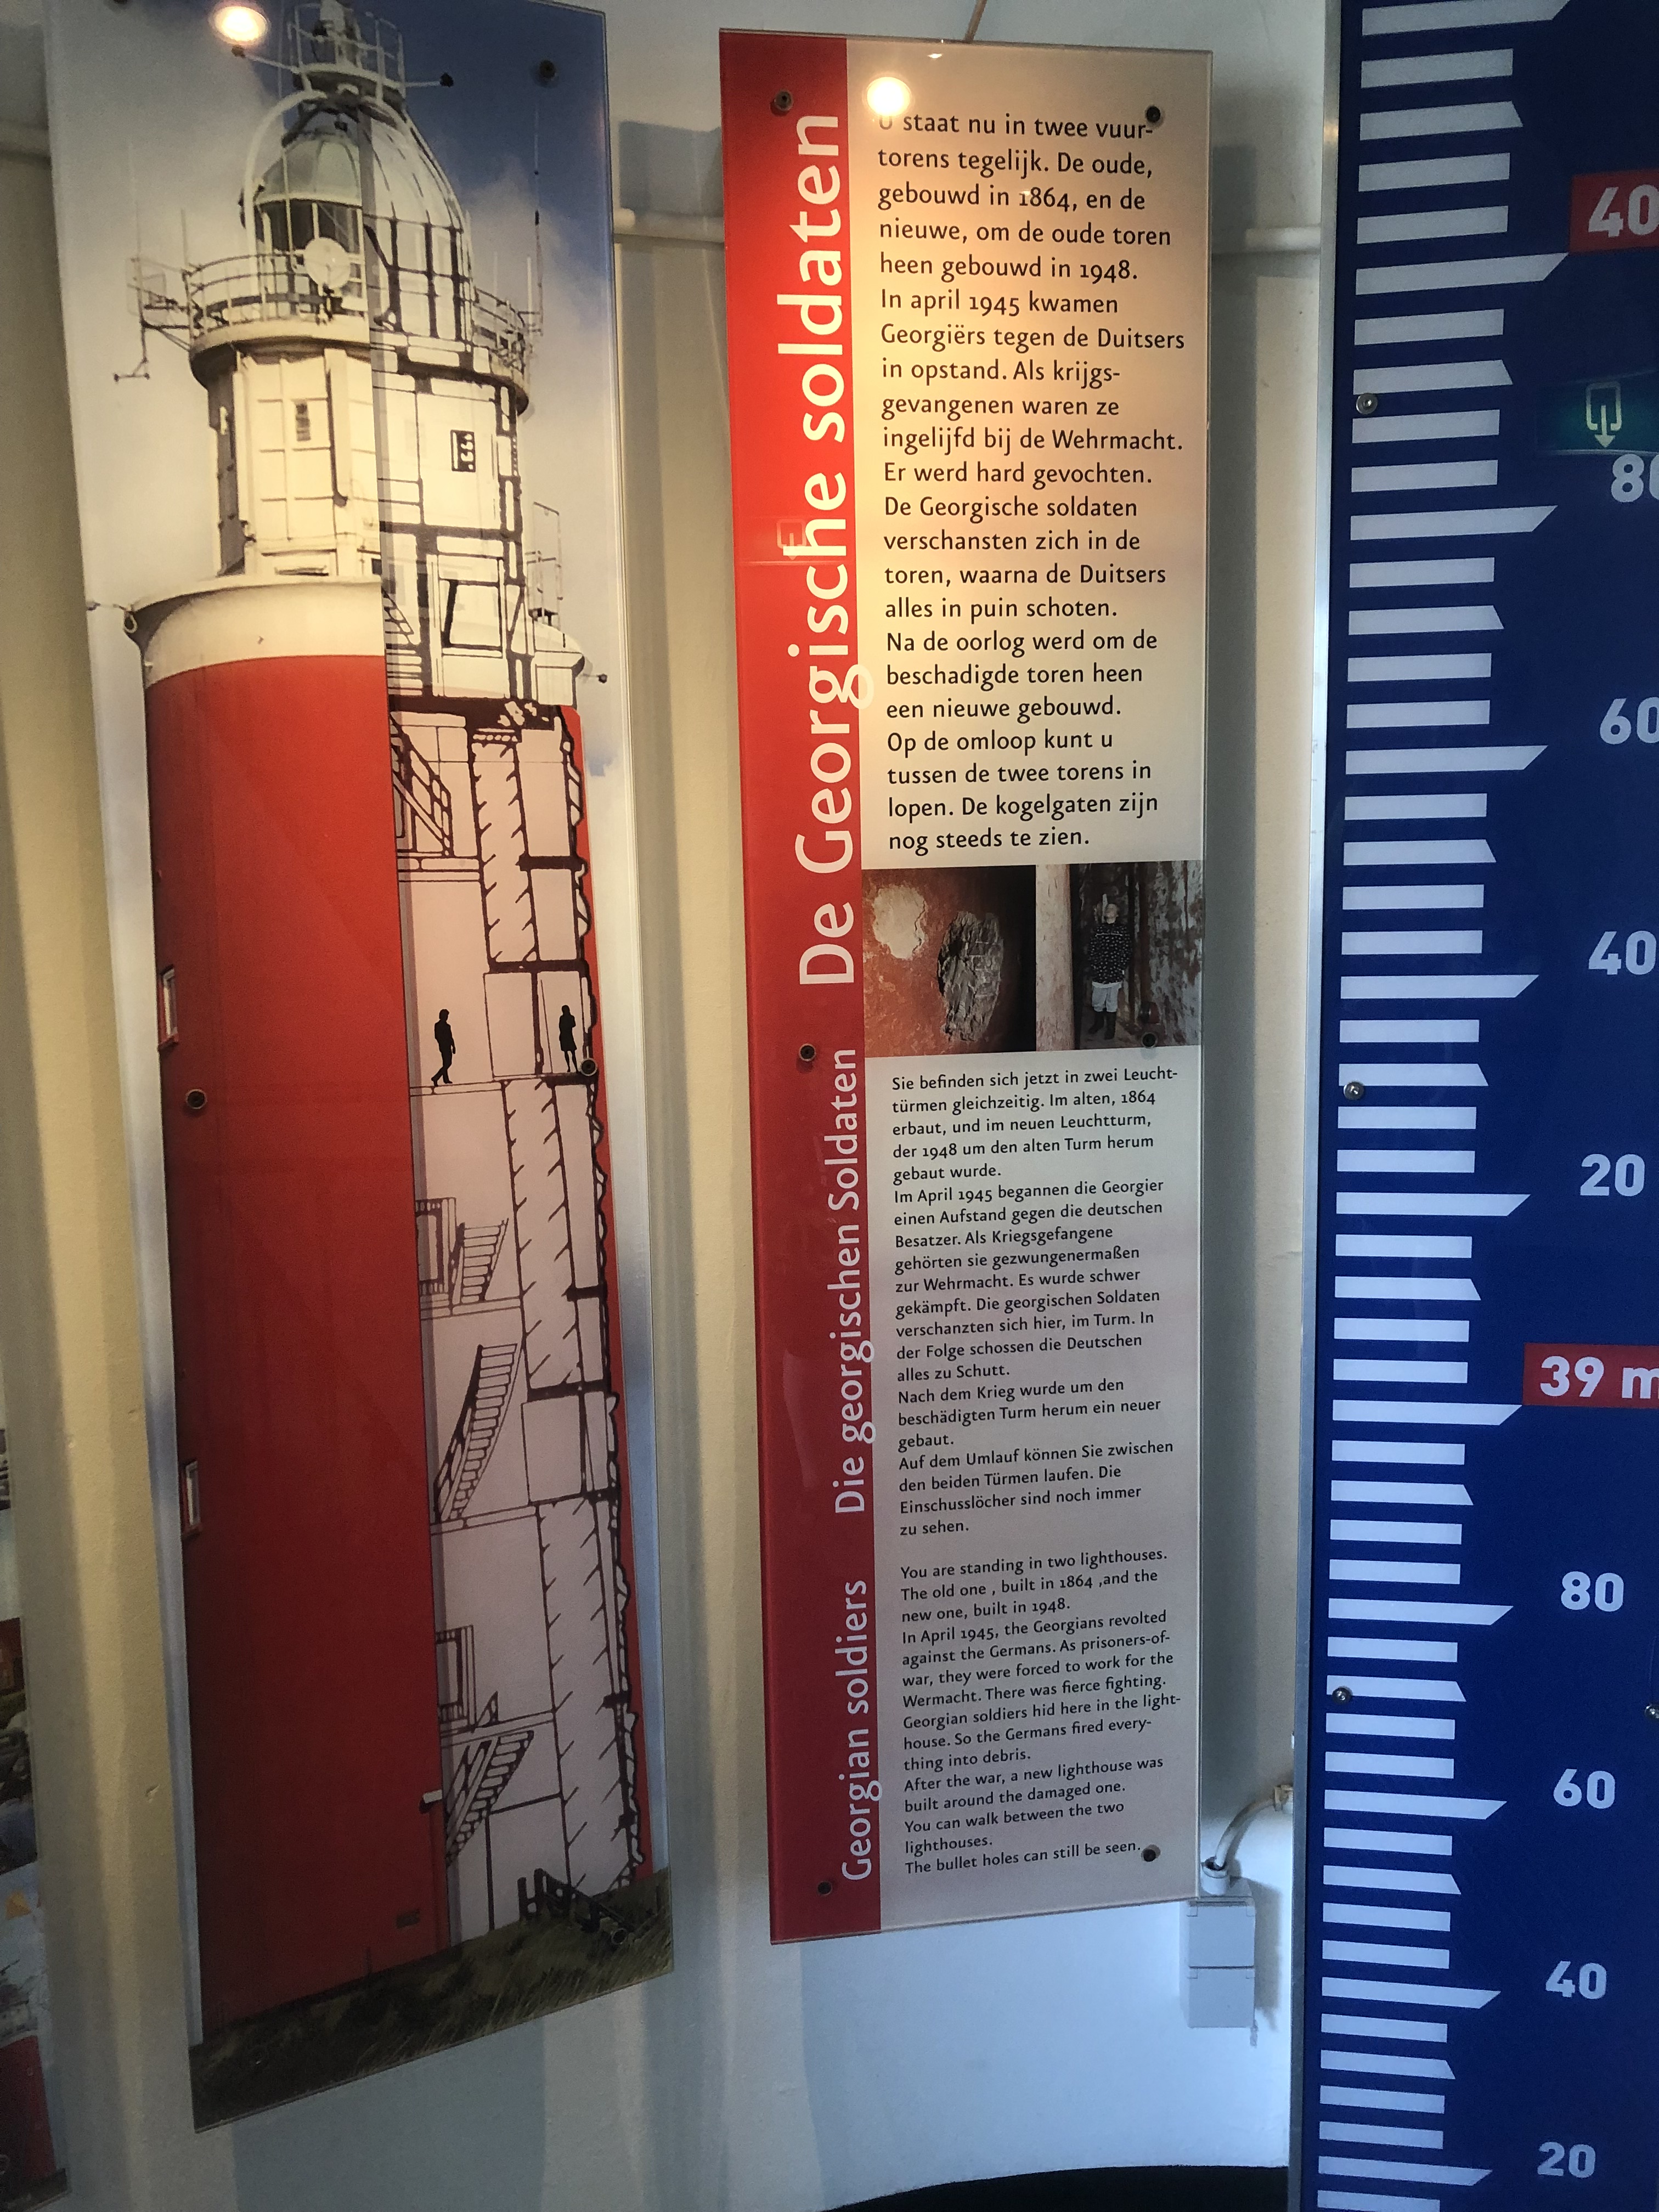 De Georgische soldaten
U staat nu in twee vuur-
torens tegelijk. De oude,
gebouwd in 1864, en de
nieuwe, om de oude toren
heen gebouwd in 1948.
In april 1945 kwamen
Georgiërs tegen de Duitsers
in opstand. Als krijgs-
gevangenen waren ze
ingelijfd bij de Wehrmacht.
Er werd hard gevochten.
De Georgische soldaten
verschansten zich in de
toren, waarna de Duitsers
alles in puin schoten.
Na de oorlog werd om de
beschadigde toren heen
een nieuwe gebouwd.
Op de omloop kunt u
tussen de twee torens in
lopen. De kogelgaten zijn
nog steeds te zien.
Die georgischen Soldaten
Sie befinden sich jetzt in zwei Leucht-
türmen gleichzeitig. Im alten, 1864
erbaut, und im neuen Leuchtturm,
der 1948 um den alten Turm herum
gebaut wurde.
Im April 1945 begannen die Georgier
einen Aufstand gegen die deutschen
Besatzer. Als Kriegsgefangene
gehörten sie gezwungenermaßen
zur Wehrmacht. Es wurde schwer
gekämpft. Die georgischen Soldaten
verschanzten sich hier, im Turm. In
der Folge schossen die Deutschen
alles zu Schutt.
Nach dem Krieg wurde um den
beschädigten Turm herum ein neuer
gebaut.
Auf dem Umlauf können Sie zwischen
den beiden Türmen laufen. Die
Einschusslöcher sind noch immer
zu sehen.
Georgian soldiers
You are standing in two lighthouses.
The old one , built in 1864 ,and the
new one, built in 1948.
In April 1945, the Georgians revolted
against the Germans. As prisoners-of-
war, they were forced to work for the
Wermacht. There was fierce fighting.
Georgian soldiers hid here in the light-
house. So the Germans fired every-
thing into debris.
After the war, a new lighthouse was
built around the damaged one.
You can walk between the two
lighthouses.
The bullet holes can still be seen.
40
80
60
40
20
39 m
80
60
40
20